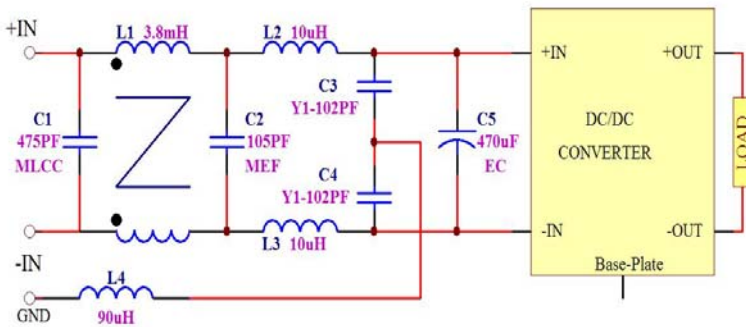 +IN
L1
3.8mH
L2
10uH
C1
475PF
MLCC
C2
105PF
MEF
C3
Y1-102PF
C4
Y1-102PF
C5
470uF
EC
L3
10uH
-IN
GND
L4
90uH
+IN
+OUT
DC/DC
CONVERTER
-IN
-OUT
Base-Plate
LOAD